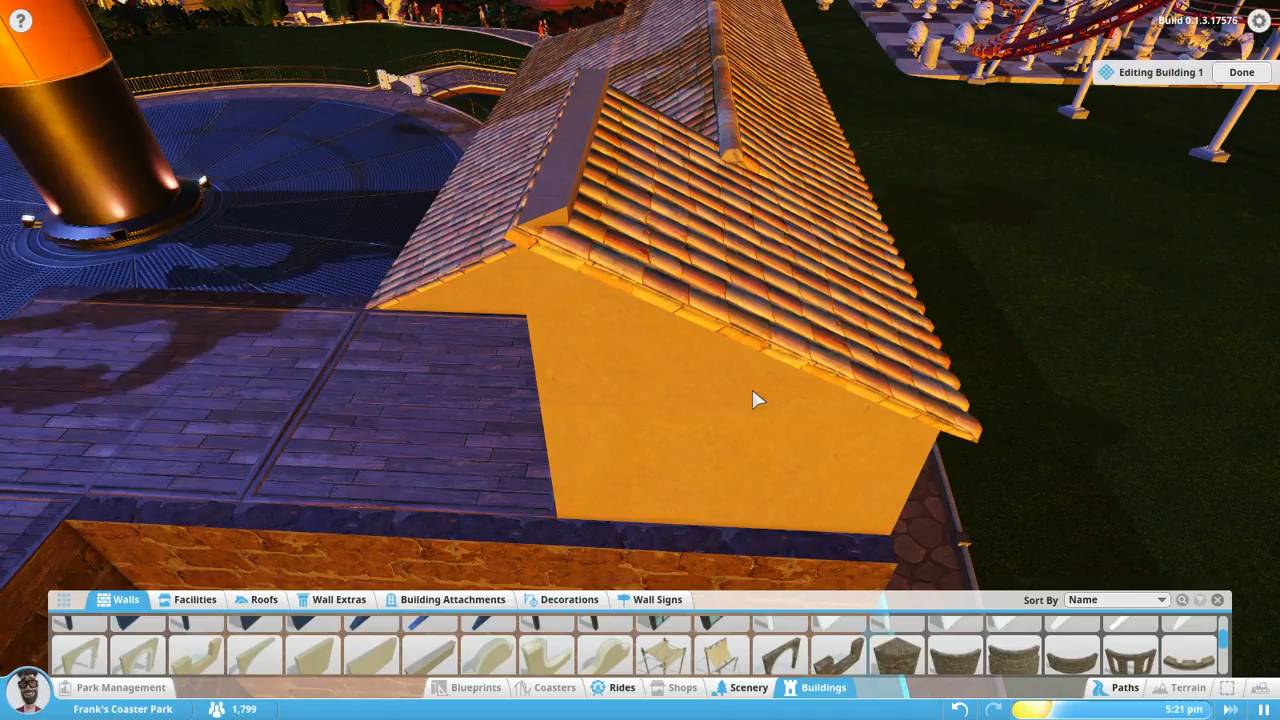 ?
Build 0.1.3.17576
Editing Building 1
Done
Walls
Facilities
Roofs
Wall Extras
Building Attachments
Decorations
Wall Signs
Sort By
Name
Park Management
Blueprints
Coasters
Rides
Shops
Scenery
Buildings
Paths
Terrain
Frank's Coaster Park
1,799
5:21 pm